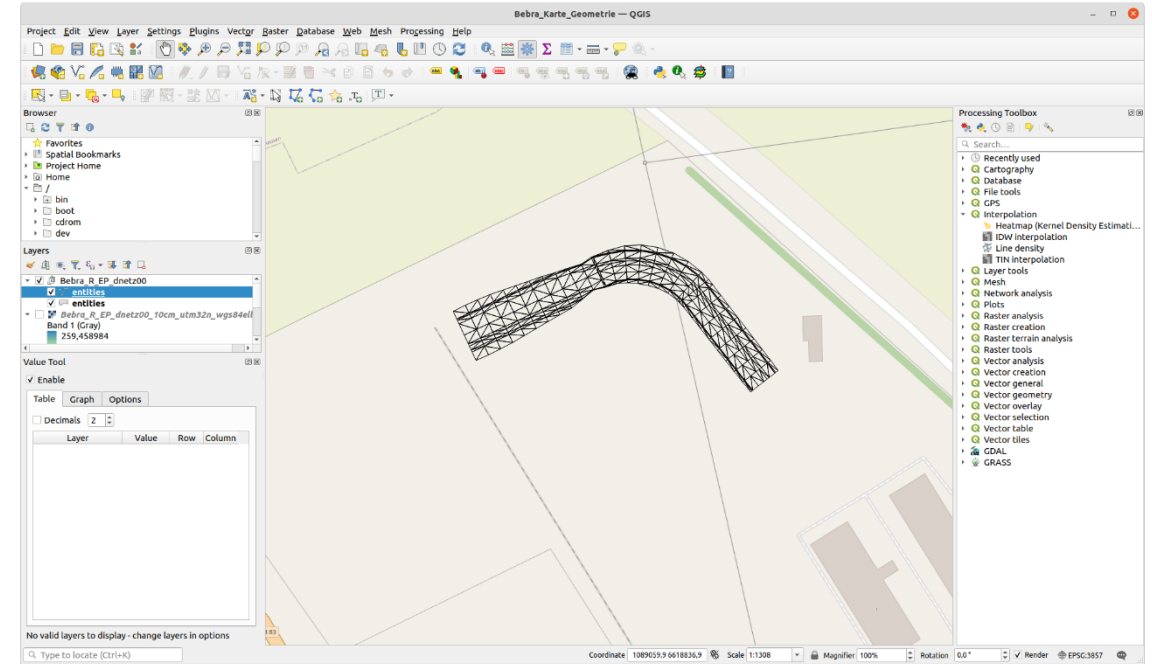 Bebra_Karte_Geometrie — QGIS
Project Edit View Layer Settings Plugins Vector Raster Database Web Mesh Processing Help
Browser
Favorites
Spatial Bookmarks
Project Home
Home
/
bin
boot
cdrom
dev
Layers
Bebra_R_EP_dnetz00
entities
entities
Bebra_R_EP_dnetz00_10cm_utm32n_wgs84ell
Band 1 (Gray)
259,458984
Value Tool
Enable
Table Graph Options
Decimals 2
Layer Value Row Column
No valid layers to display - change layers in options
Processing Toolbox
Search...
Recently used
Cartography
Database
File tools
GPS
Interpolation
Heatmap (Kernel Density Estimati...
IDW interpolation
Line density
TIN interpolation
Layer tools
Mesh
Network analysis
Plots
Raster analysis
Raster creation
Raster terrain analysis
Raster tools
Vector analysis
Vector creation
Vector general
Vector geometry
Vector overlay
Vector selection
Vector table
Vector tiles
GDAL
GRASS
Type to locate (Ctrl+K)
Coordinate 1089059,9 6618836,9 Scale 1:1308 Magnifier 100% Rotation 0,0° Render EPSG:3857